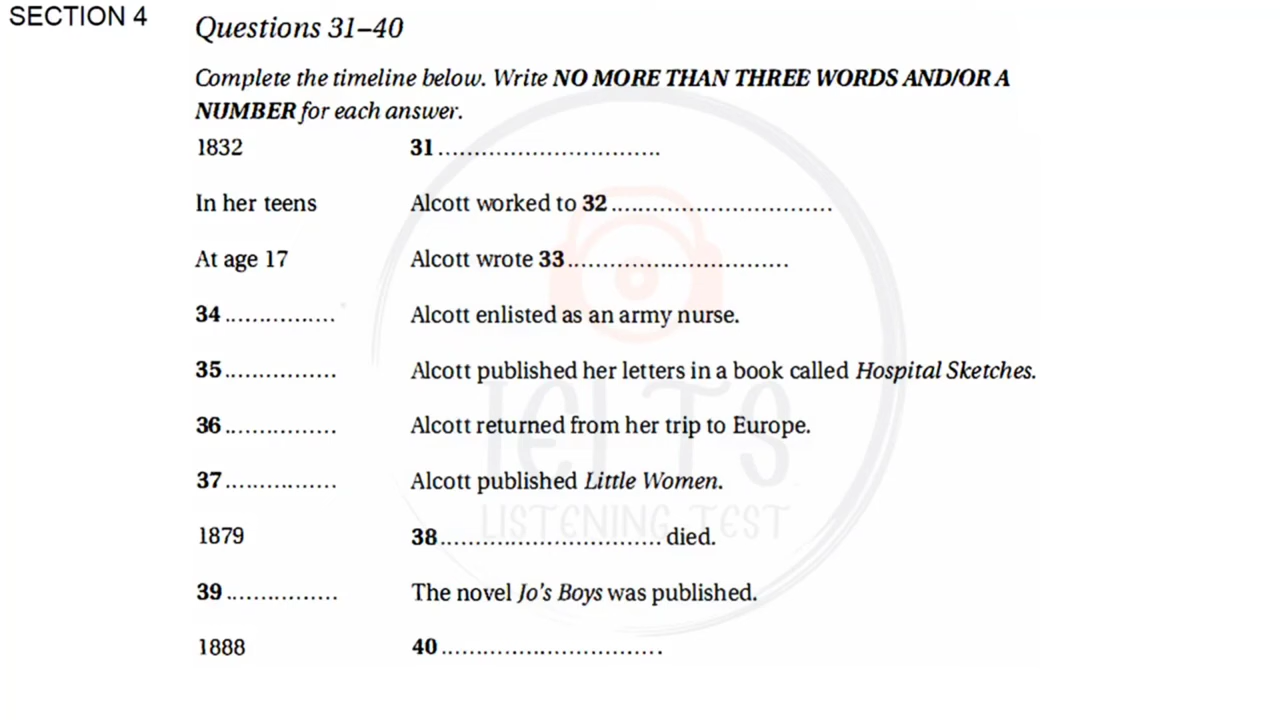 SECTION 4
Questions 31–40
Complete the timeline below. Write NO MORE THAN THREE WORDS AND/OR A
NUMBER for each answer.
1832 31 ..............................
In her teens Alcott worked to 32 ..............................
At age 17 Alcott wrote 33 ..............................
34 ............... Alcott enlisted as an army nurse.
35 ............... Alcott published her letters in a book called Hospital Sketches.
36 ............... Alcott returned from her trip to Europe.
37 ............... Alcott published Little Women.
1879 38 .............................. died.
39 ............... The novel Jo's Boys was published.
1888 40 ..............................
IELTS
LISTENING TEST